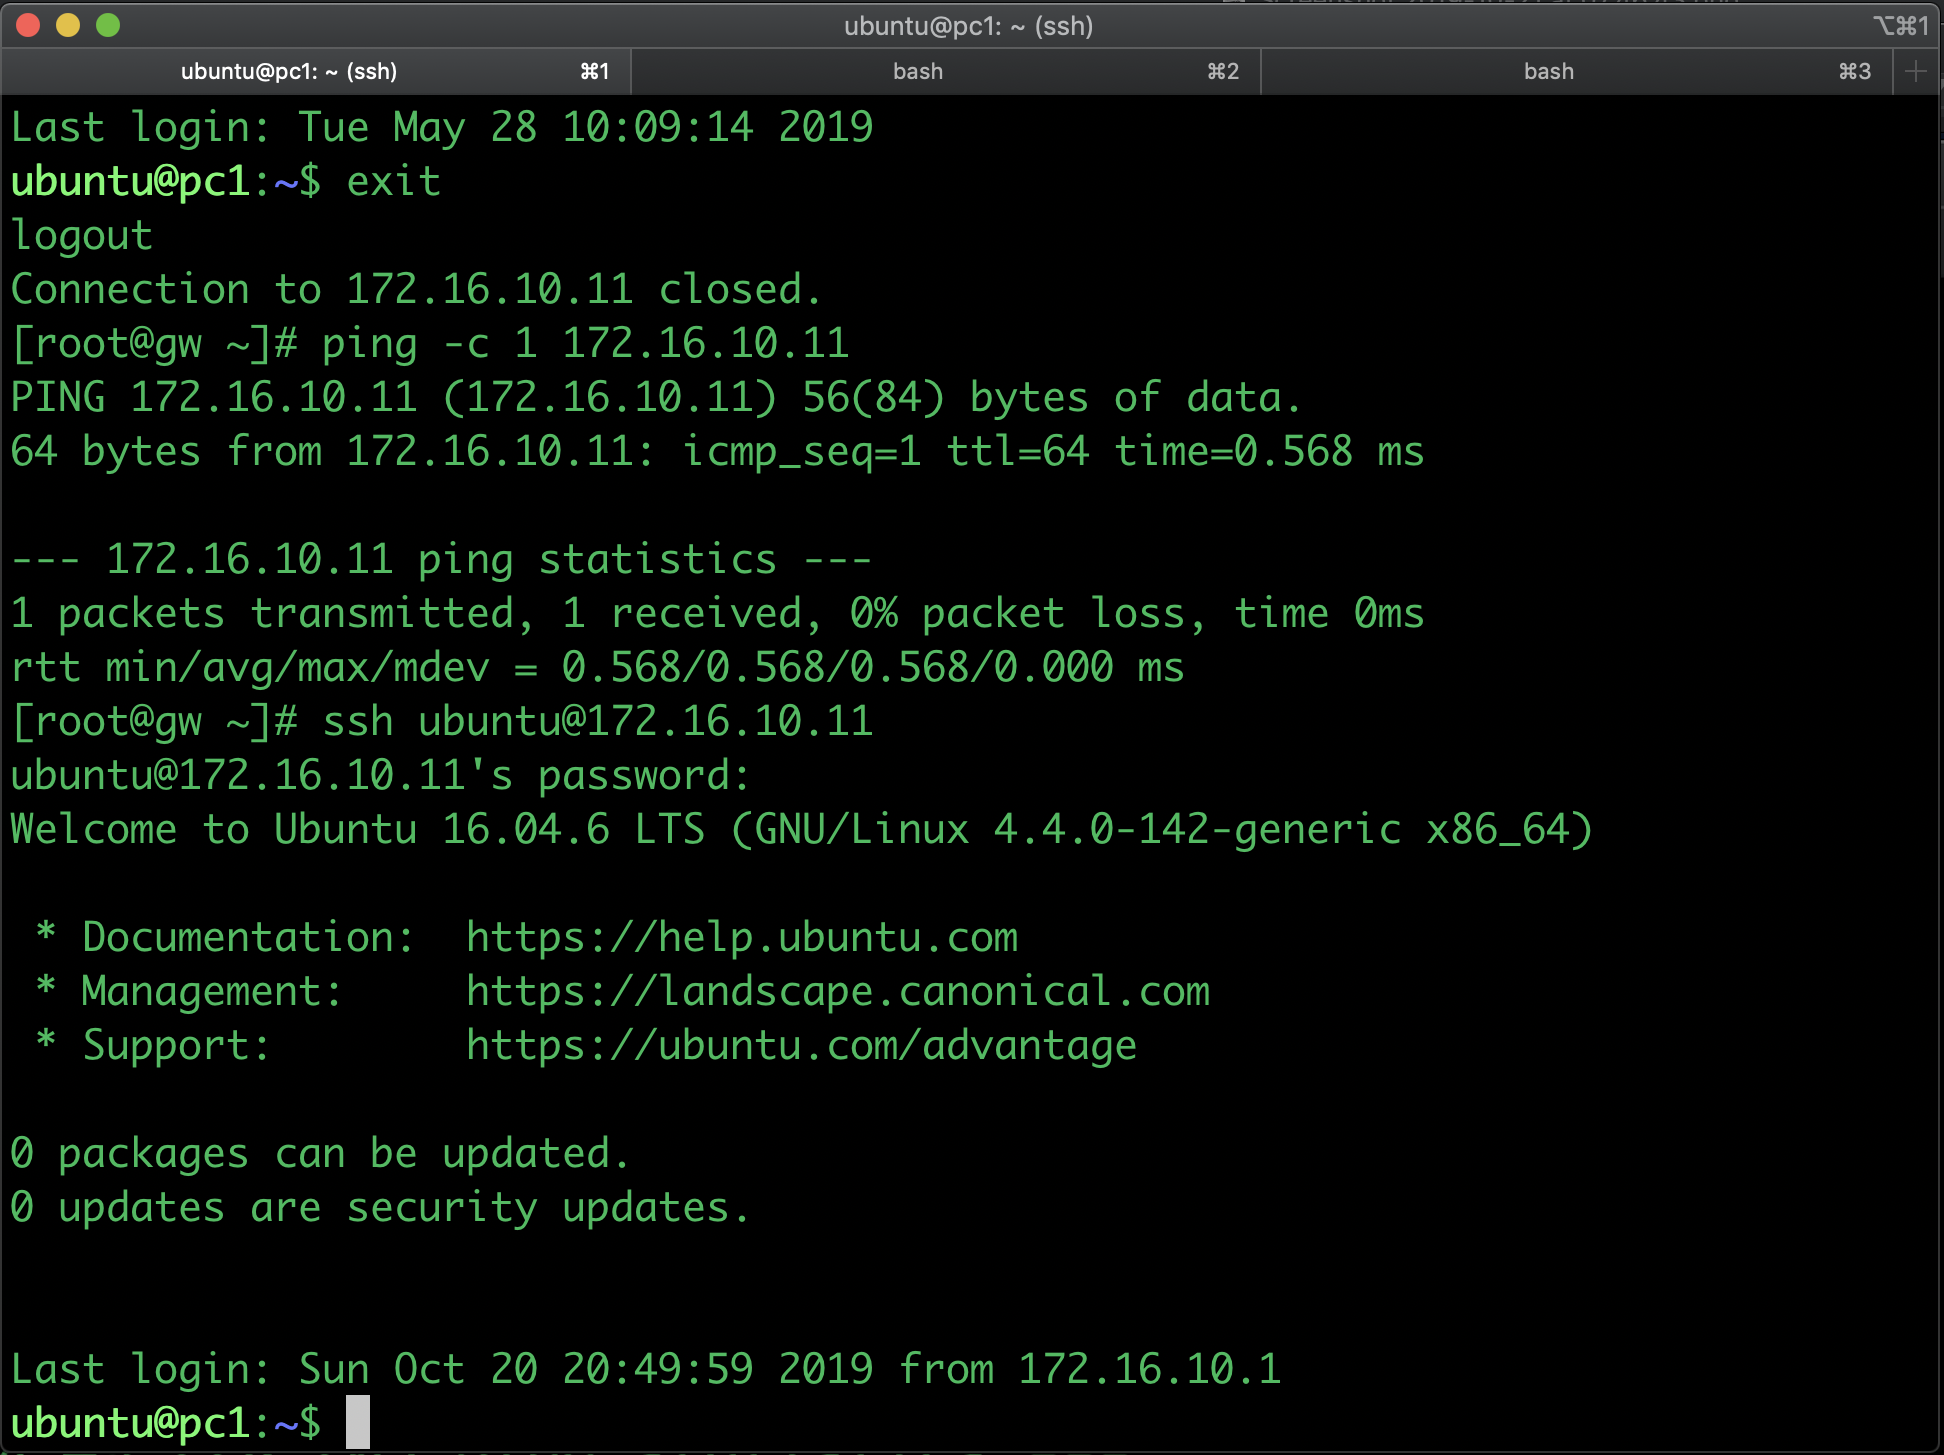 ubuntu@pc1: ~ (ssh) ⌥⌘1
ubuntu@pc1: ~ (ssh) ⌘1 bash ⌘2 bash ⌘3 +
Last login: Tue May 28 10:09:14 2019
ubuntu@pc1:~$ exit
logout
Connection to 172.16.10.11 closed.
[root@gw ~]# ping -c 1 172.16.10.11
PING 172.16.10.11 (172.16.10.11) 56(84) bytes of data.
64 bytes from 172.16.10.11: icmp_seq=1 ttl=64 time=0.568 ms

--- 172.16.10.11 ping statistics ---
1 packets transmitted, 1 received, 0% packet loss, time 0ms
rtt min/avg/max/mdev = 0.568/0.568/0.568/0.000 ms
[root@gw ~]# ssh ubuntu@172.16.10.11
ubuntu@172.16.10.11's password:
Welcome to Ubuntu 16.04.6 LTS (GNU/Linux 4.4.0-142-generic x86_64)

 * Documentation:  https://help.ubuntu.com
 * Management:     https://landscape.canonical.com
 * Support:        https://ubuntu.com/advantage

0 packages can be updated.
0 updates are security updates.


Last login: Sun Oct 20 20:49:59 2019 from 172.16.10.1
ubuntu@pc1:~$